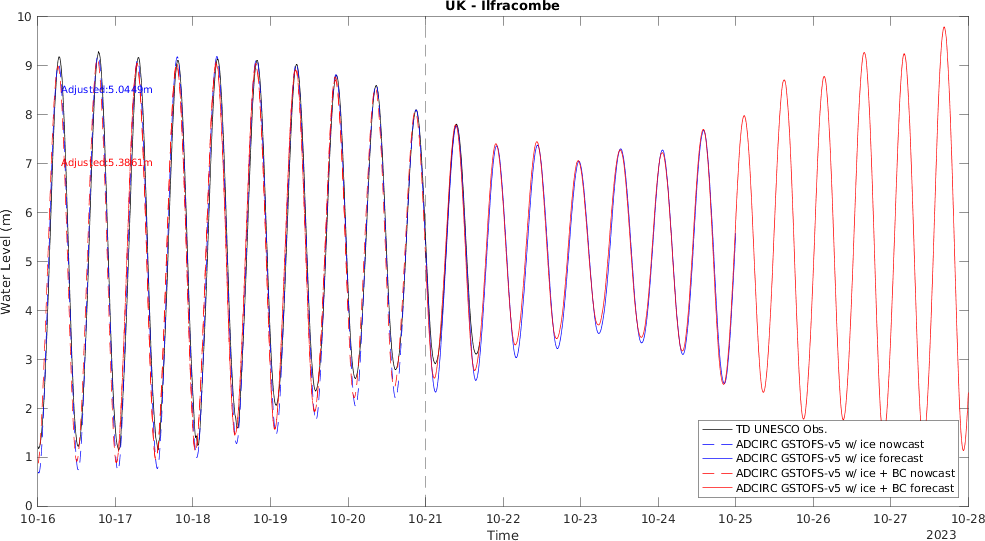 UK - Ilfracombe
10
9
8
7
6
5
4
3
2
1
0
Water Level (m)
Adjusted:5.0449m
Adjusted:5.3861m
TD UNESCO Obs.
ADCIRC GSTOFS-v5 w/ ice nowcast
ADCIRC GSTOFS-v5 w/ ice forecast
ADCIRC GSTOFS-v5 w/ ice + BC nowcast
ADCIRC GSTOFS-v5 w/ ice + BC forecast
10-16 10-17 10-18 10-19 10-20 10-21 10-22 10-23 10-24 10-25 10-26 10-27 10-28
Time
2023